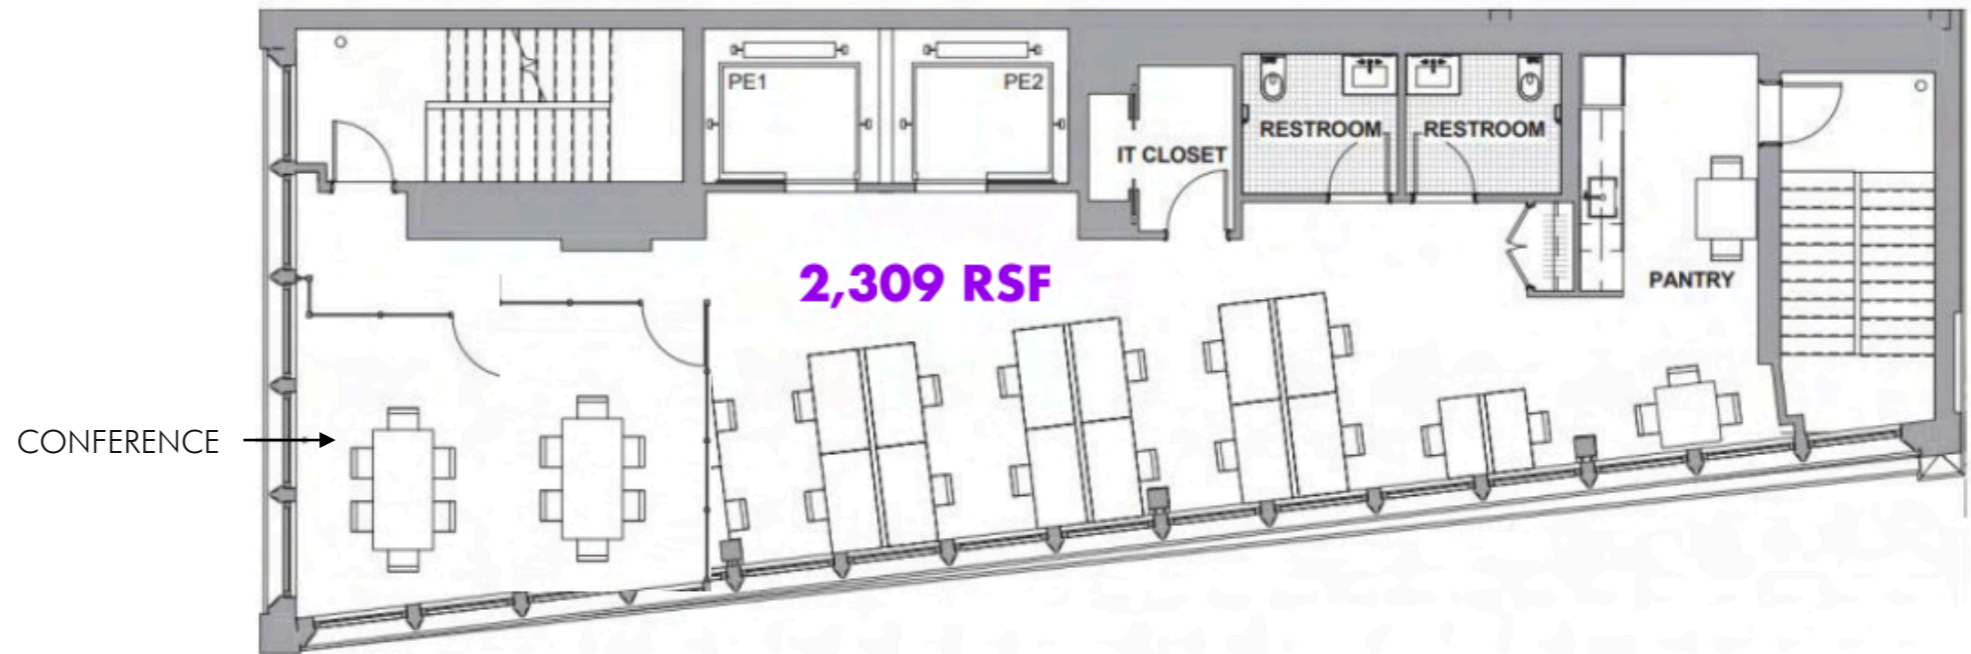 PE1
PE2
RESTROOM
RESTROOM
IT CLOSET
2,309 RSF
PANTRY
CONFERENCE